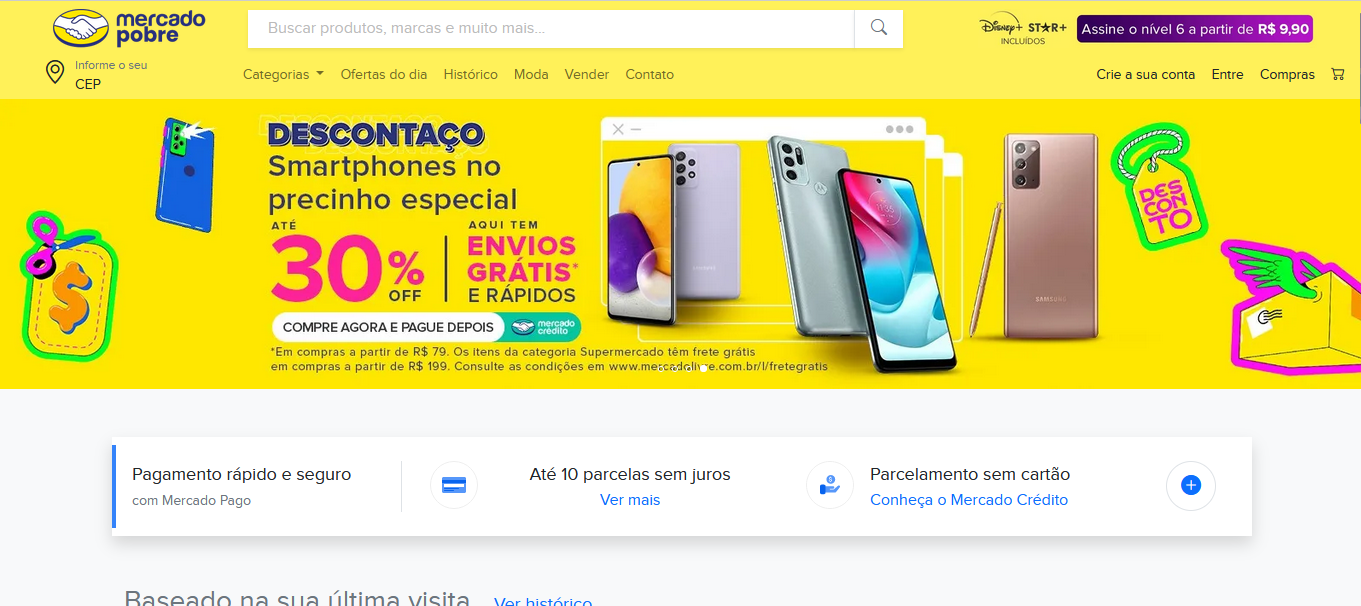 mercado
pobre
Buscar produtos, marcas e muito mais...
Disney+ STAR+
INCLUÍDOS
Assine o nível 6 a partir de R$ 9,90
Informe o seu
CEP
Categorias Ofertas do dia Histórico Moda Vender Contato
Crie a sua conta Entre Compras
DESCONTAÇO
Smartphones no
precinho especial
ATÉ
30%
OFF
AQUI TEM
ENVIOS
GRÁTIS*
E RÁPIDOS
COMPRE AGORA E PAGUE DEPOIS
mercado
crédito
*Em compras a partir de R$ 79. Os itens da categoria Supermercado têm frete grátis
em compras a partir de R$ 199. Consulte as condições em www.mercadolivre.com.br/l/fretegratis
SAMSUNG
SAMSUNG
DES
CON
TO
Pagamento rápido e seguro
com Mercado Pago
Até 10 parcelas sem juros
Ver mais
Parcelamento sem cartão
Conheça o Mercado Crédito
Baseado na sua última visita Ver histórico